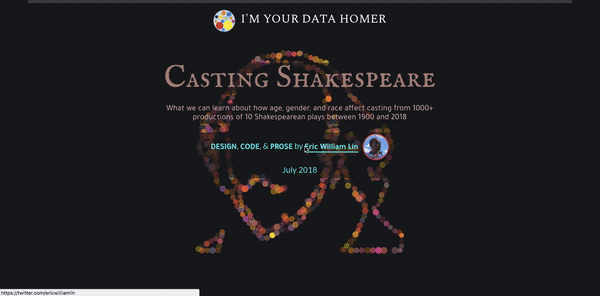 I'M YOUR DATA HOMER
CASTING SHAKESPEARE
What we can learn about how age, gender, and race affect casting from 1000+
productions of 10 Shakespearean plays between 1900 and 2018
DESIGN, CODE, & PROSE by Eric William Lin
July 2018
https://twitter.com/ericwilliamlin